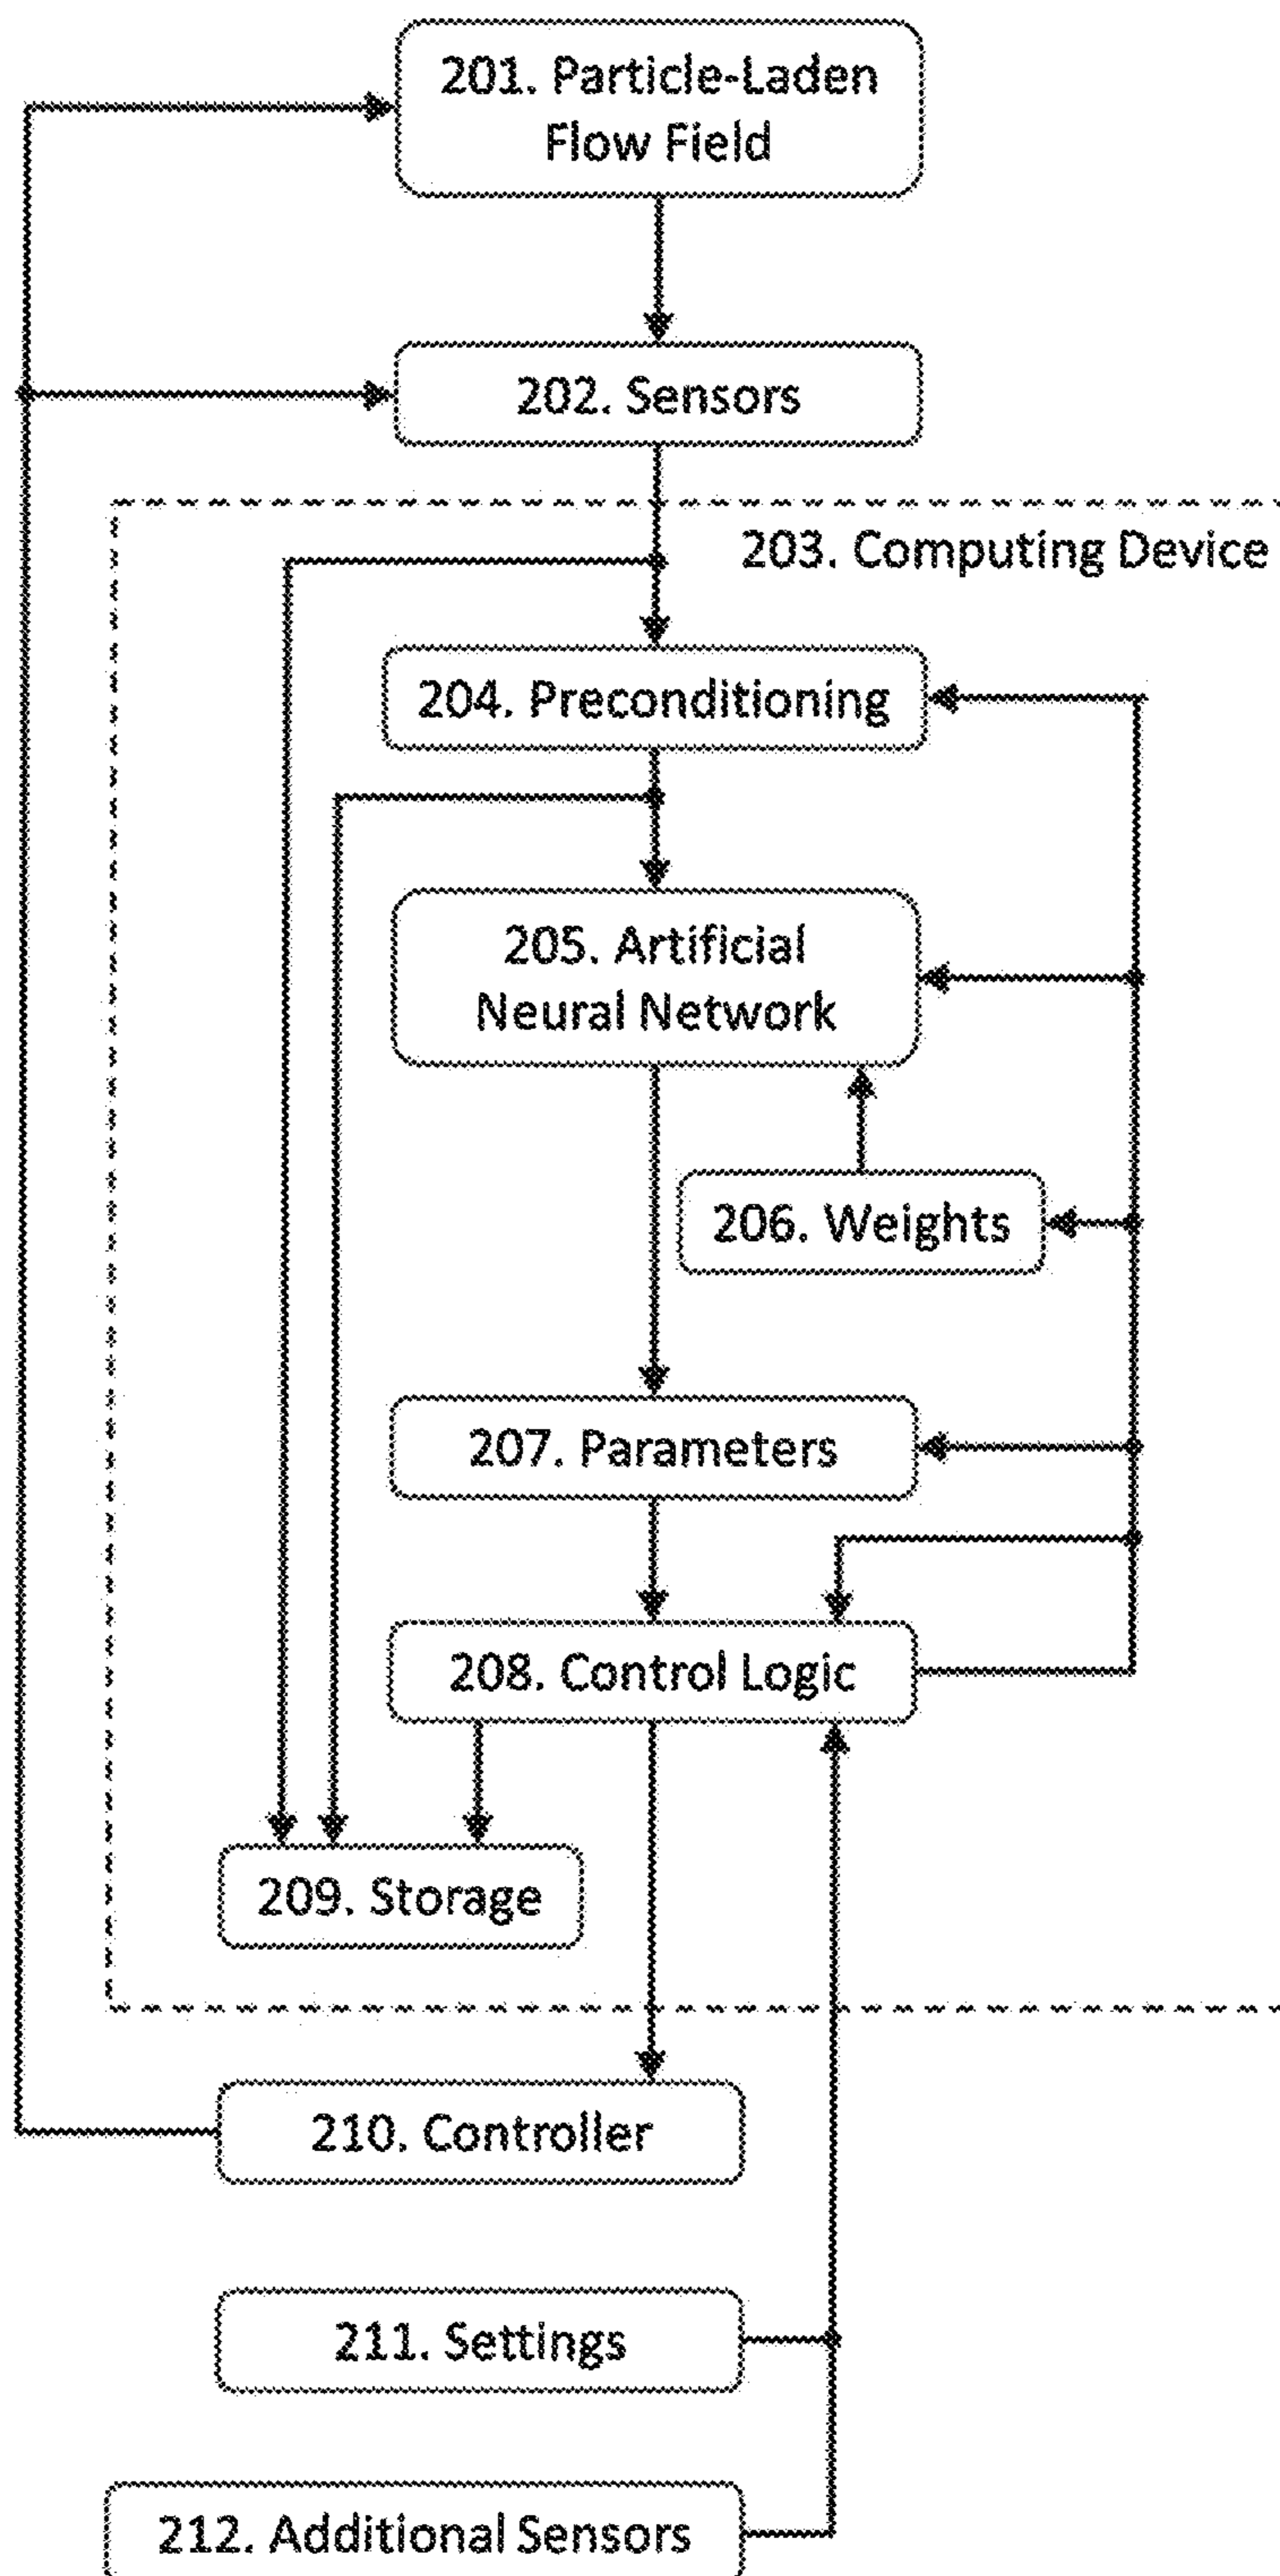 201. Particle-Laden
Flow Field
202. Sensors
203. Computing Device
204. Preconditioning
205. Artificial
Neural Network
206. Weights
207. Parameters
208. Control Logic
209. Storage
210. Controller
211. Settings
212. Additional Sensors